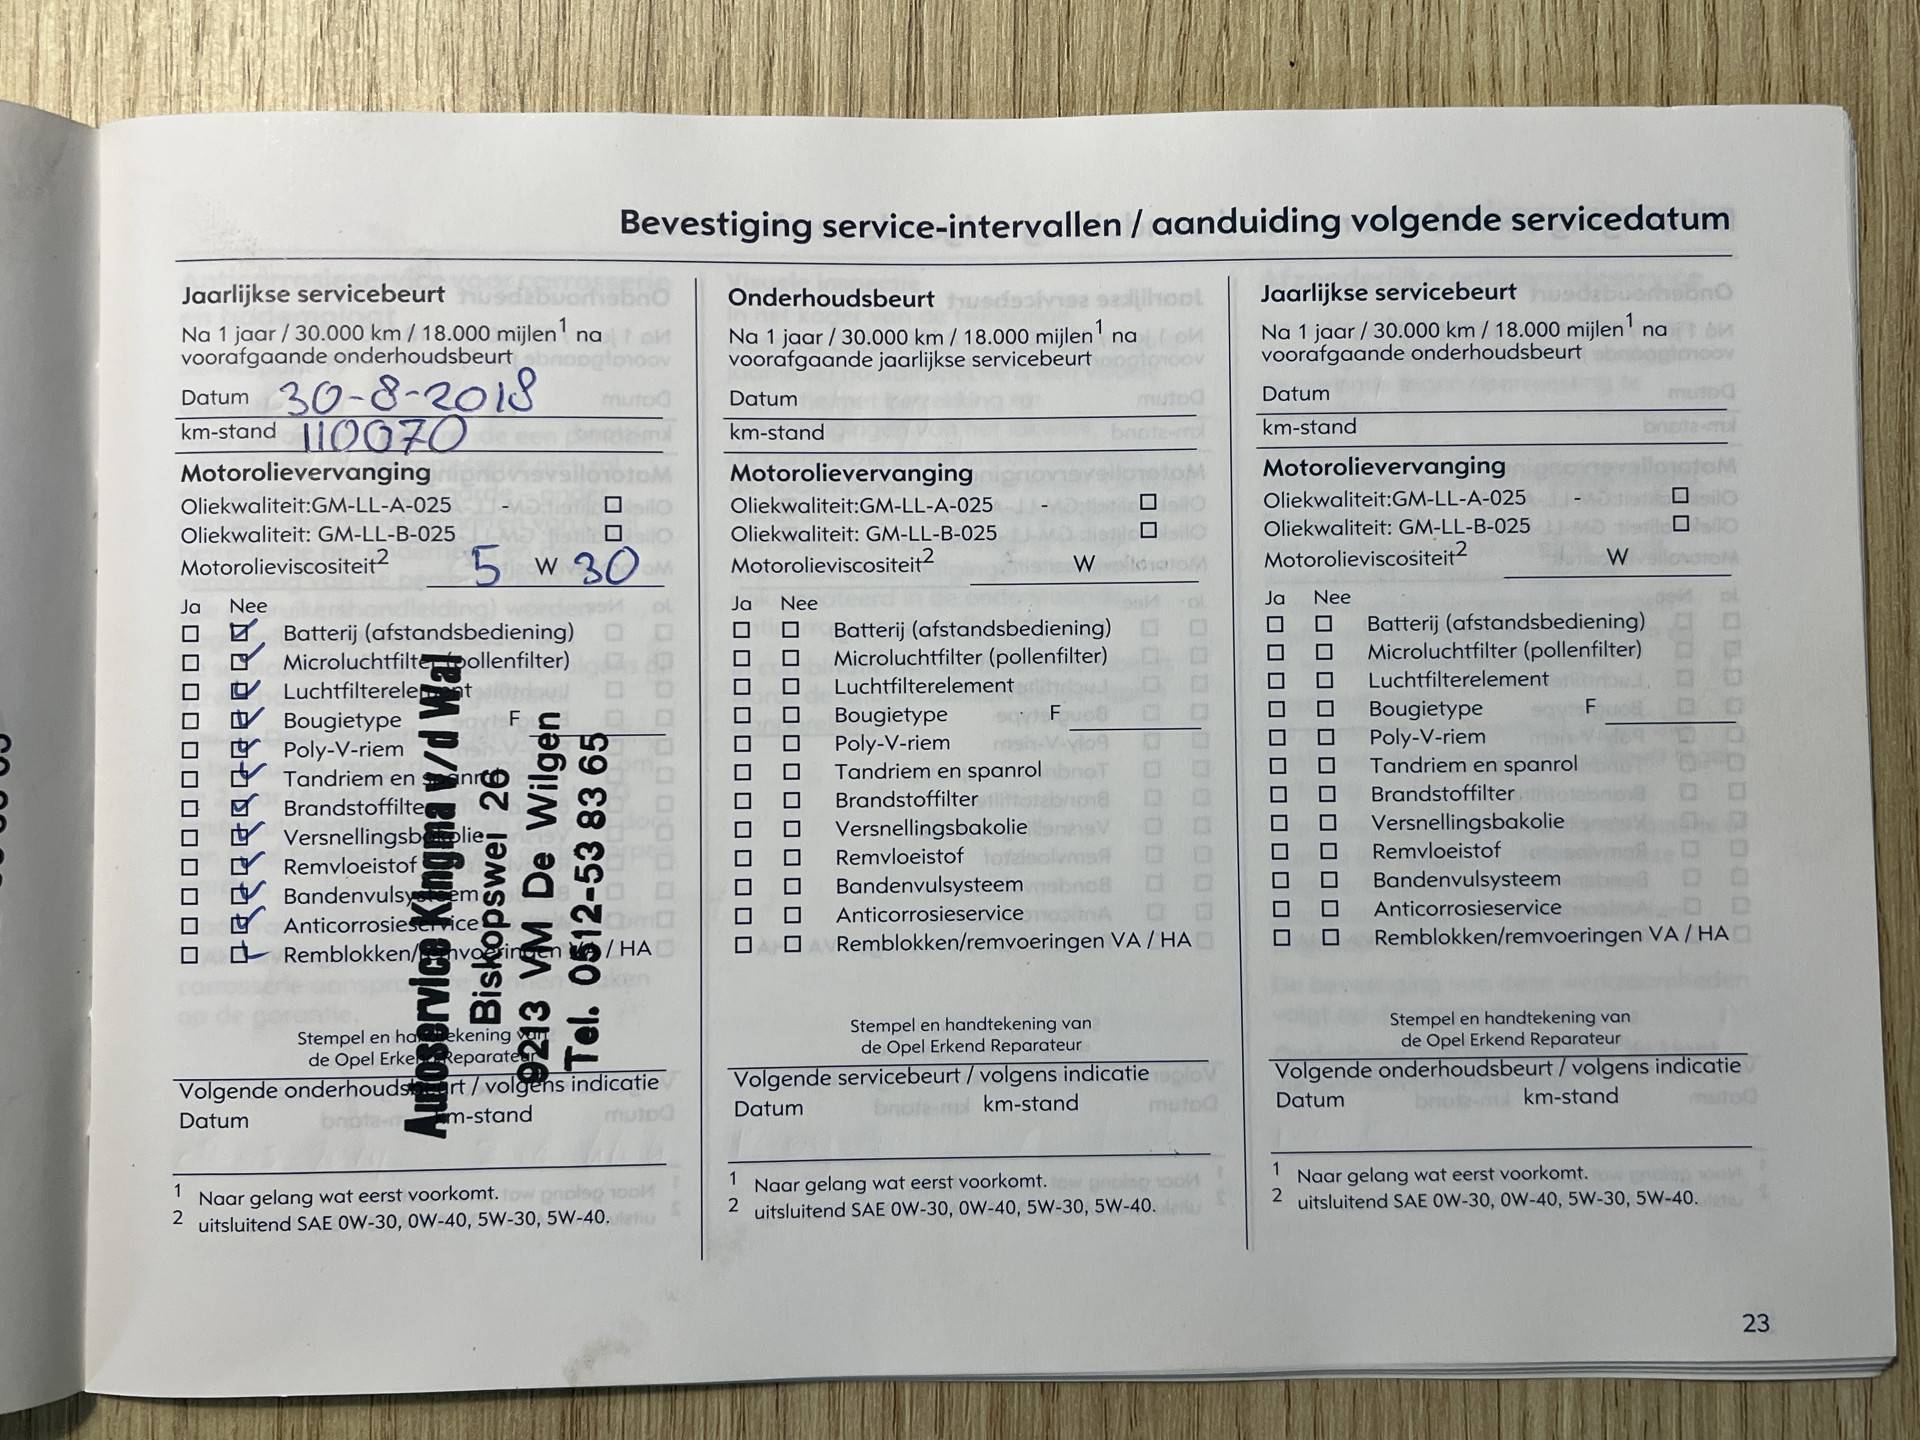 Bevestiging service-intervallen / aanduiding volgende servicedatum
Jaarlijkse servicebeurt
Na 1 jaar / 30.000 km / 18.000 mijlen1 na
voorafgaande onderhoudsbeurt
Datum 30-8-2018
km-stand 110070
Motorolievervanging
Oliekwaliteit:GM-LL-A-025 - ☐
Oliekwaliteit: GM-LL-B-025 ☐
Motorolieviscositeit2 5 W 30
Ja Nee
☐ ☑ Batterij (afstandsbediening)
☐ ☑ Microluchtfilter (pollenfilter)
☐ ☑ Luchtfilterelement
☐ ☑ Bougietype F
☐ ☑ Poly-V-riem
☐ ☑ Tandriem en spanrol
☐ ☑ Brandstoffilter
☐ ☑ Versnellingsbakolie
☐ ☑ Remvloeistof
☐ ☑ Bandenvulsysteem
☐ ☑ Anticorrosieservice
☐ ☑ Remblokken/remvoeringen VA / HA
Stempel en handtekening van
de Opel Erkend Reparateur
Autoservice Kingma v/d Wal
Biskopswei 26
9213 VM De Wilgen
Tel. 0512-53 83 65
Volgende onderhoudsbeurt / volgens indicatie
Datum km-stand
1 Naar gelang wat eerst voorkomt.
2 uitsluitend SAE 0W-30, 0W-40, 5W-30, 5W-40.
Onderhoudsbeurt
Na 1 jaar / 30.000 km / 18.000 mijlen1 na
voorafgaande jaarlijkse servicebeurt
Datum
km-stand
Motorolievervanging
Oliekwaliteit:GM-LL-A-025 - ☐
Oliekwaliteit: GM-LL-B-025 ☐
Motorolieviscositeit2 W
Ja Nee
☐ ☐ Batterij (afstandsbediening)
☐ ☐ Microluchtfilter (pollenfilter)
☐ ☐ Luchtfilterelement
☐ ☐ Bougietype F
☐ ☐ Poly-V-riem
☐ ☐ Tandriem en spanrol
☐ ☐ Brandstoffilter
☐ ☐ Versnellingsbakolie
☐ ☐ Remvloeistof
☐ ☐ Bandenvulsysteem
☐ ☐ Anticorrosieservice
☐ ☐ Remblokken/remvoeringen VA / HA
Stempel en handtekening van
de Opel Erkend Reparateur
Volgende servicebeurt / volgens indicatie
Datum km-stand
1 Naar gelang wat eerst voorkomt.
2 uitsluitend SAE 0W-30, 0W-40, 5W-30, 5W-40.
Jaarlijkse servicebeurt
Na 1 jaar / 30.000 km / 18.000 mijlen1 na
voorafgaande onderhoudsbeurt
Datum
km-stand
Motorolievervanging
Oliekwaliteit:GM-LL-A-025 - ☐
Oliekwaliteit: GM-LL-B-025 ☐
Motorolieviscositeit2 W
Ja Nee
☐ ☐ Batterij (afstandsbediening)
☐ ☐ Microluchtfilter (pollenfilter)
☐ ☐ Luchtfilterelement
☐ ☐ Bougietype F
☐ ☐ Poly-V-riem
☐ ☐ Tandriem en spanrol
☐ ☐ Brandstoffilter
☐ ☐ Versnellingsbakolie
☐ ☐ Remvloeistof
☐ ☐ Bandenvulsysteem
☐ ☐ Anticorrosieservice
☐ ☐ Remblokken/remvoeringen VA / HA
Stempel en handtekening van
de Opel Erkend Reparateur
Volgende onderhoudsbeurt / volgens indicatie
Datum km-stand
1 Naar gelang wat eerst voorkomt.
2 uitsluitend SAE 0W-30, 0W-40, 5W-30, 5W-40.
23